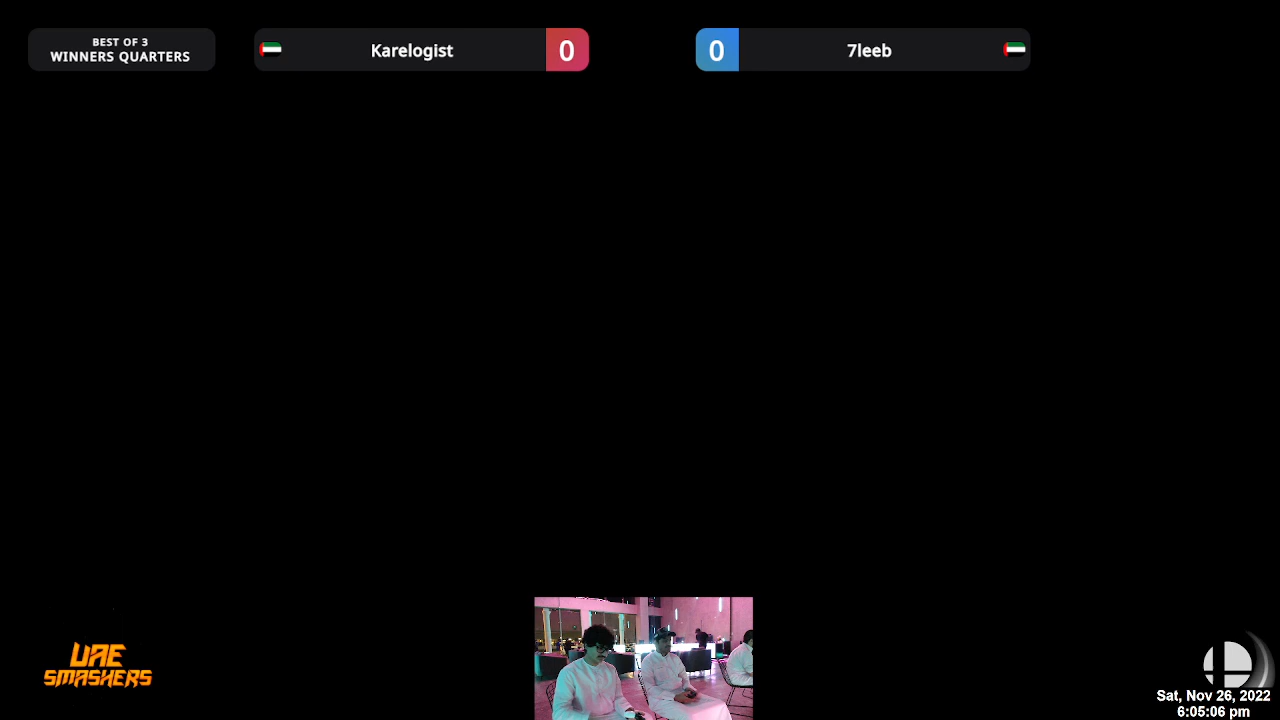 BEST OF 3
WINNERS QUARTERS
Karelogist
0
0
7leeb
UAE
SMASHERS
Sat, Nov 26, 2022
6:05:06 pm